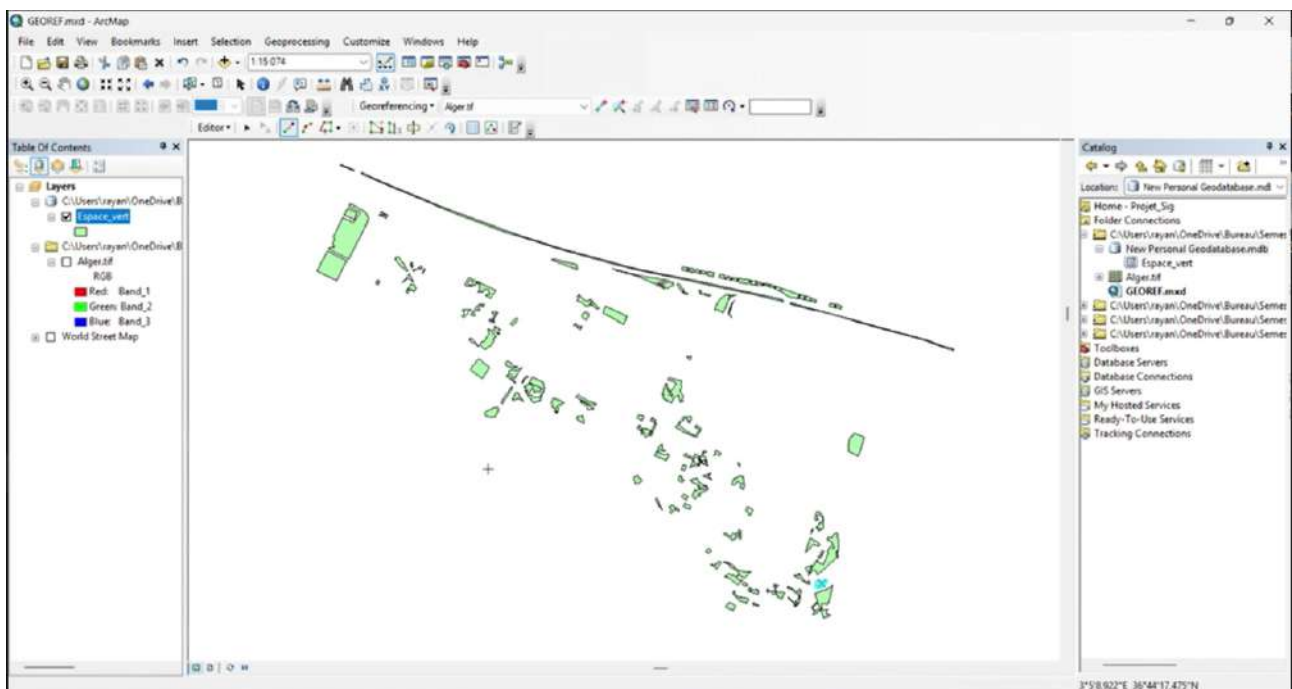 GEOREF.mxd - ArcMap
File Edit View Bookmarks Insert Selection Geoprocessing Customize Windows Help
1:15 074
Georeferencing Alger.tif
Editor
Table Of Contents
Layers
C:\Users\rayan\OneDrive\B
Espace_vert
C:\Users\rayan\OneDrive\B
Alger.tif
RGB
Red: Band_1
Green: Band_2
Blue: Band_3
World Street Map
Catalog
Location: New Personal Geodatabase.mdl
Home - Projet_Sig
Folder Connections
C:\Users\rayan\OneDrive\Bureau\Semes
New Personal Geodatabase.mdb
Espace_vert
Alger.tif
GEOREF.mxd
C:\Users\rayan\OneDrive\Bureau\Semes
C:\Users\rayan\OneDrive\Bureau\Semes
C:\Users\rayan\OneDrive\Bureau\Semes
Toolboxes
Database Servers
Database Connections
GIS Servers
My Hosted Services
Ready-To-Use Services
Tracking Connections
3°5'8.922"E 36°44'17.475"N